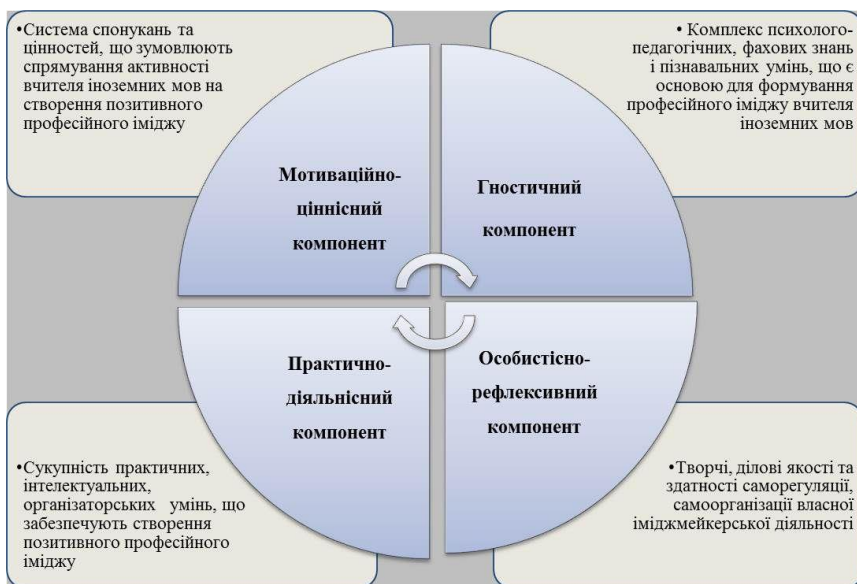 •Система спонукань та
цінностей, що зумовлюють
спрямування активності
вчителя іноземних мов на
створення позитивного
професійного іміджу
• Комплекс психолого-
педагогічних, фахових знань
і пізнавальних умінь, що є
основою для формування
професійного іміджу вчителя
іноземних мов
Мотиваційно-
ціннісний
компонент
Гностичний
компонент
Практично-
діяльнісний
компонент
Особистісно-
рефлексивний
компонент
•Сукупність практичних,
інтелектуальних,
організаторських умінь, що
забезпечують створення
позитивного професійного
іміджу
•Творчі, ділові якості та
здатності саморегуляції,
самоорганізації власної
іміджмейкерської діяльності